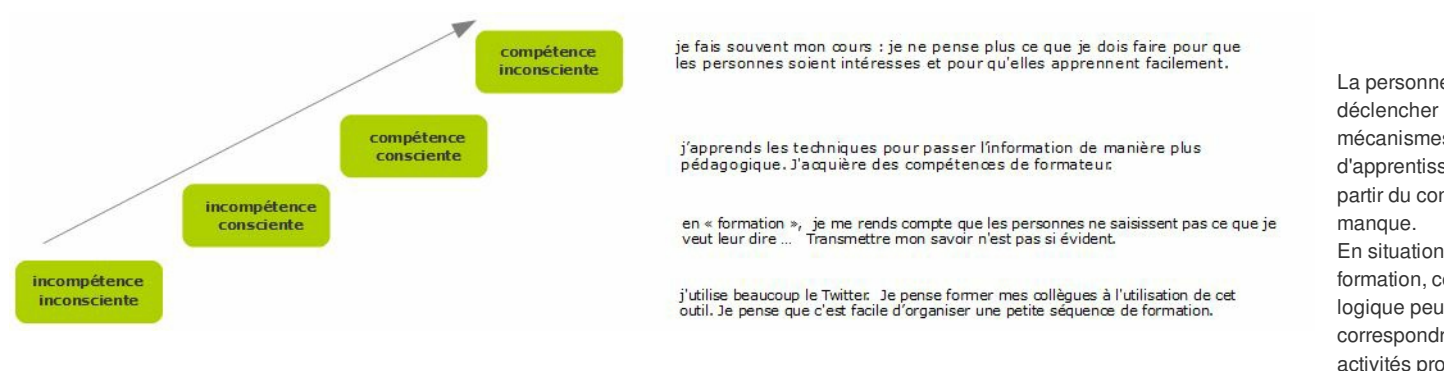 compétence
inconsciente
je fais souvent mon cours : je ne pense plus ce que je dois faire pour que
les personnes soient intéresses et pour qu'elles apprennent facilement.
compétence
consciente
j'apprends les techniques pour passer l'information de manière plus
pédagogique. J'acquière des compétences de formateur.
incompétence
consciente
en « formation », je me rends compte que les personnes ne saisissent pas ce que je
veut leur dire ... Transmettre mon savoir n'est pas si évident.
incompétence
inconsciente
j'utilise beaucoup le Twitter. Je pense former mes collègues à l'utilisation de cet
outil. Je pense que c'est facile d'organiser une petite séquence de formation.
La personne
déclencher
mécanismes
d'apprentiss
partir du
manque.
En situation
formation,
logique
activités